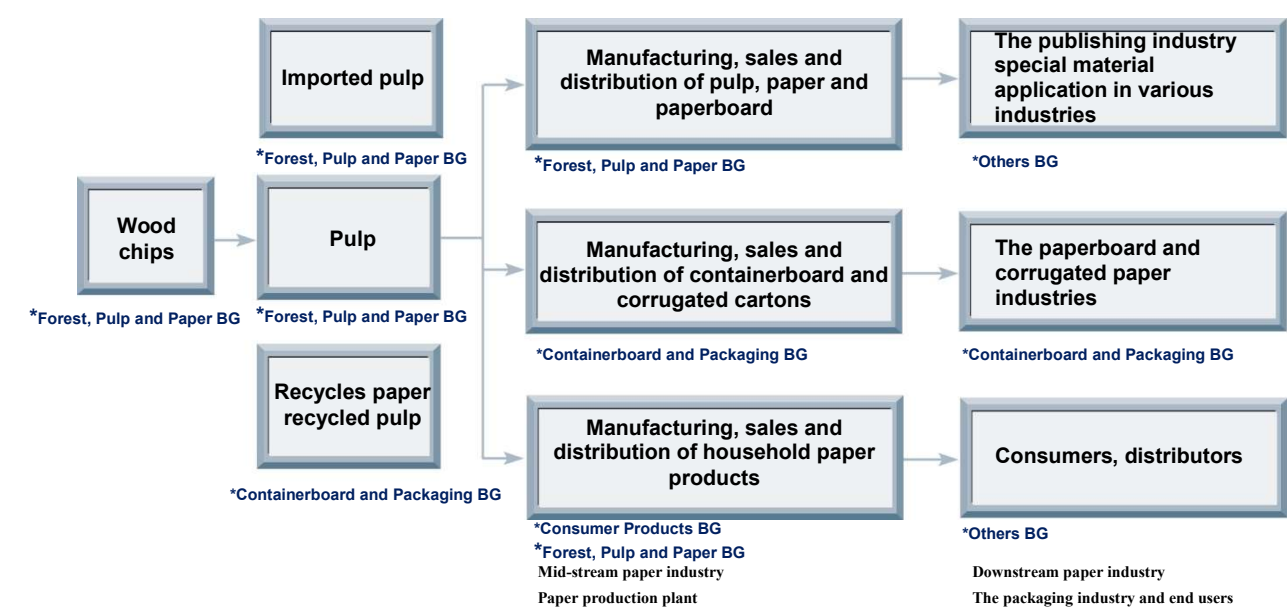 Imported pulp
*Forest, Pulp and Paper BG
Manufacturing, sales and
distribution of pulp, paper and
paperboard
*Forest, Pulp and Paper BG
The publishing industry
special material
application in various
industries
*Others BG
Wood
chips
*Forest, Pulp and Paper BG
Pulp
*Forest, Pulp and Paper BG
Manufacturing, sales and
distribution of containerboard and
corrugated cartons
*Containerboard and Packaging BG
The paperboard and
corrugated paper
industries
*Containerboard and Packaging BG
Recycles paper
recycled pulp
*Containerboard and Packaging BG
Manufacturing, sales and
distribution of household paper
products
*Consumer Products BG
*Forest, Pulp and Paper BG
Mid-stream paper industry
Paper production plant
Consumers, distributors
*Others BG
Downstream paper industry
The packaging industry and end users